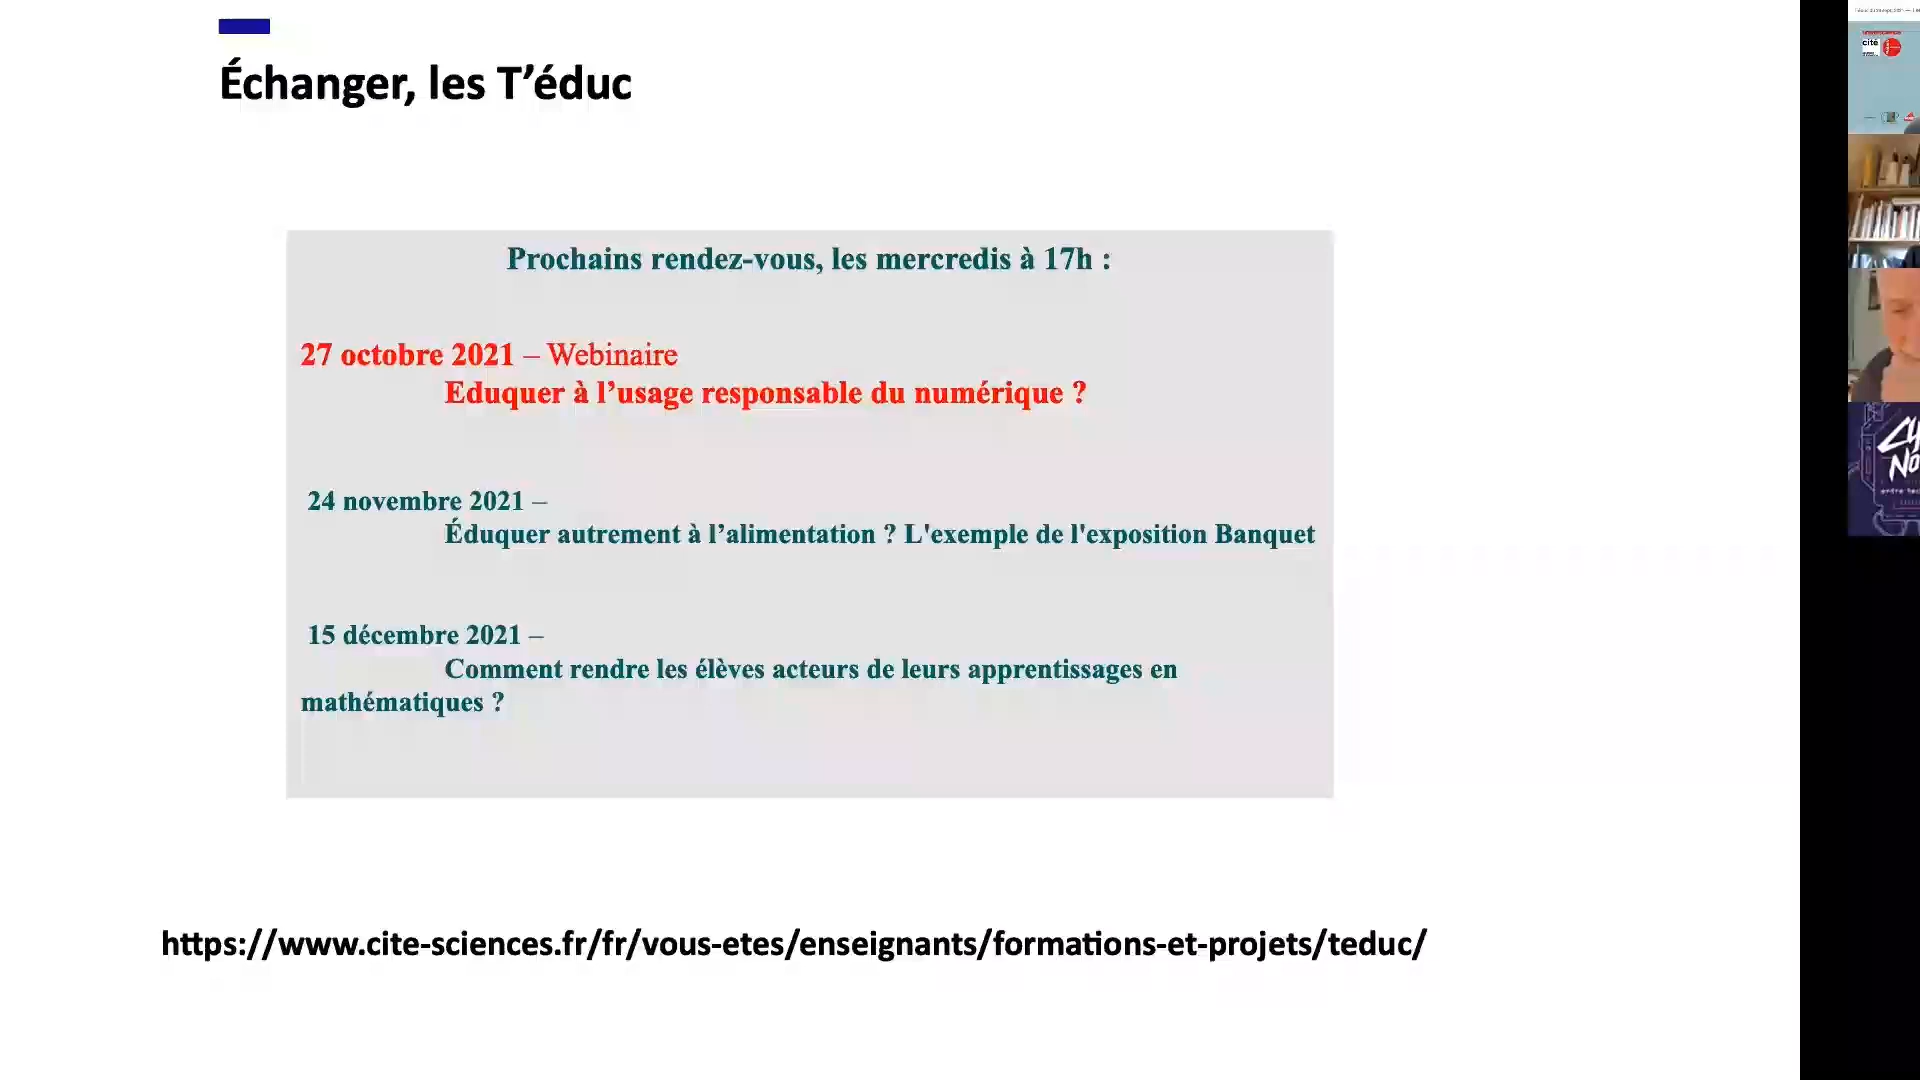 Échanger, les T’éduc
Prochains rendez-vous, les mercredis à 17h :
27 octobre 2021 – Webinaire
Eduquer à l’usage responsable du numérique ?
24 novembre 2021 –
Éduquer autrement à l’alimentation ? L'exemple de l'exposition Banquet
15 décembre 2021 –
Comment rendre les élèves acteurs de leurs apprentissages en
mathématiques ?
https://www.cite-sciences.fr/fr/vous-etes/enseignants/formations-et-projets/teduc/
cité